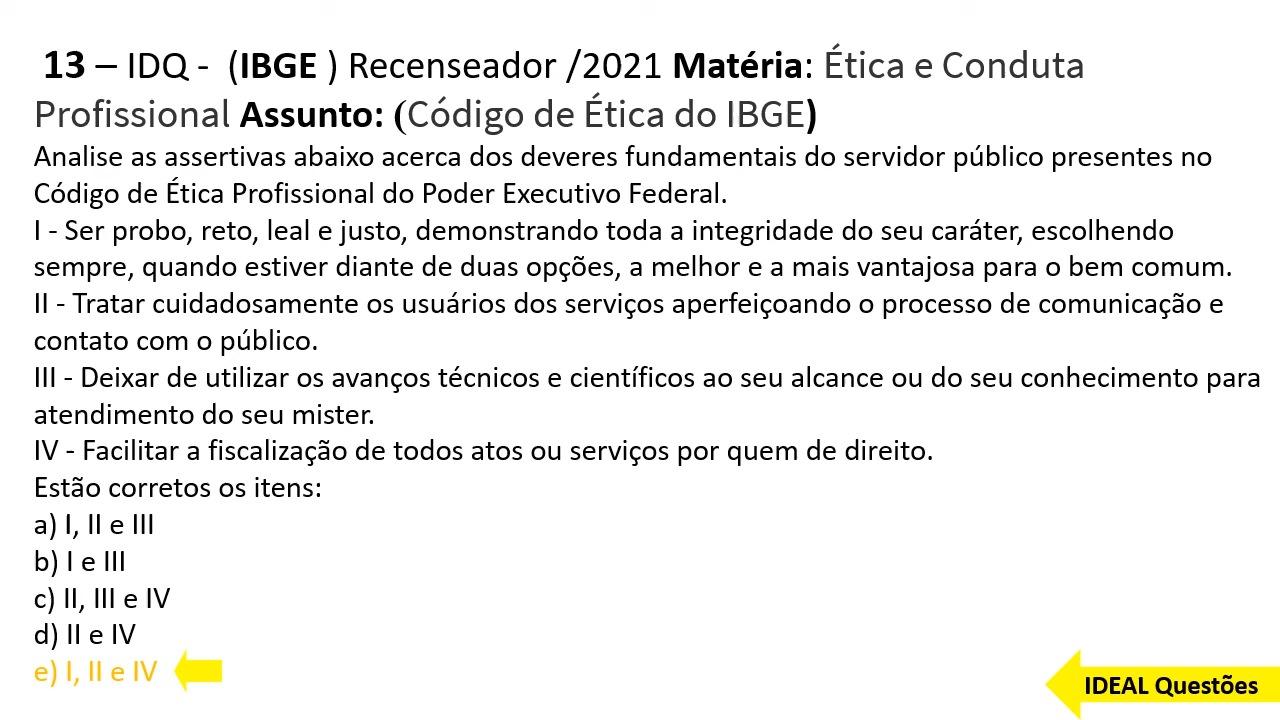 13 – IDQ - (IBGE ) Recenseador /2021 Matéria: Ética e Conduta
Profissional Assunto: (Código de Ética do IBGE)
Analise as assertivas abaixo acerca dos deveres fundamentais do servidor público presentes no
Código de Ética Profissional do Poder Executivo Federal.
I - Ser probo, reto, leal e justo, demonstrando toda a integridade do seu caráter, escolhendo
sempre, quando estiver diante de duas opções, a melhor e a mais vantajosa para o bem comum.
II - Tratar cuidadosamente os usuários dos serviços aperfeiçoando o processo de comunicação e
contato com o público.
III - Deixar de utilizar os avanços técnicos e científicos ao seu alcance ou do seu conhecimento para
atendimento do seu mister.
IV - Facilitar a fiscalização de todos atos ou serviços por quem de direito.
Estão corretos os itens:
a) I, II e III
b) I e III
c) II, III e IV
d) II e IV
e) I, II e IV
IDEAL Questões